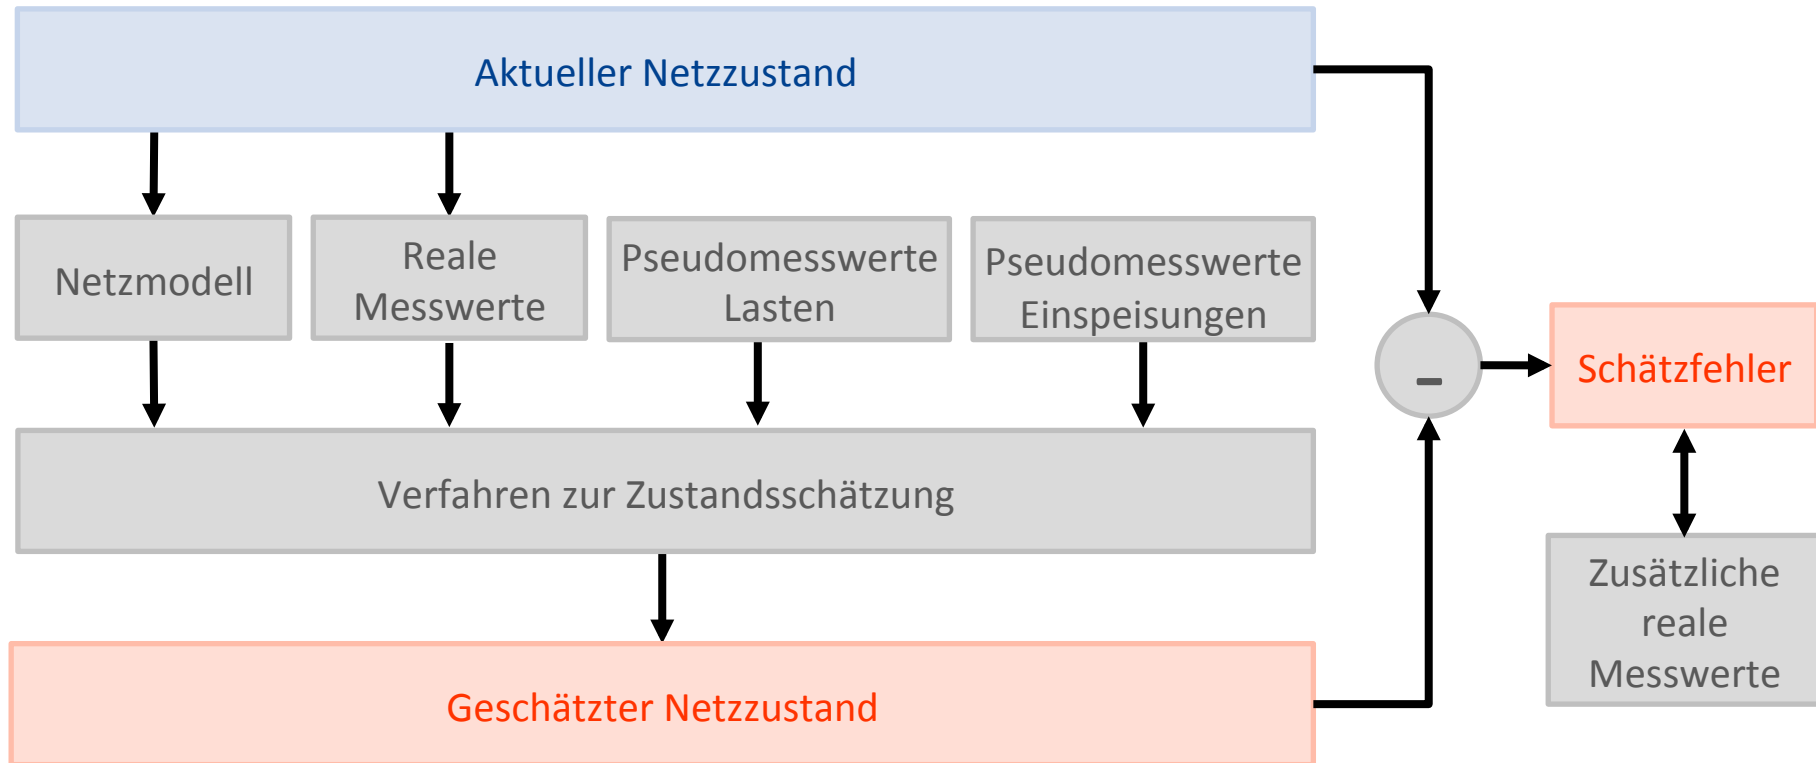 Aktueller Netzzustand
Netzmodell
Reale
Messwerte
Pseudomesswerte
Lasten
Pseudomesswerte
Einspeisungen
-
Schätzfehler
Verfahren zur Zustandsschätzung
Zusätzliche
reale
Messwerte
Geschätzter Netzzustand